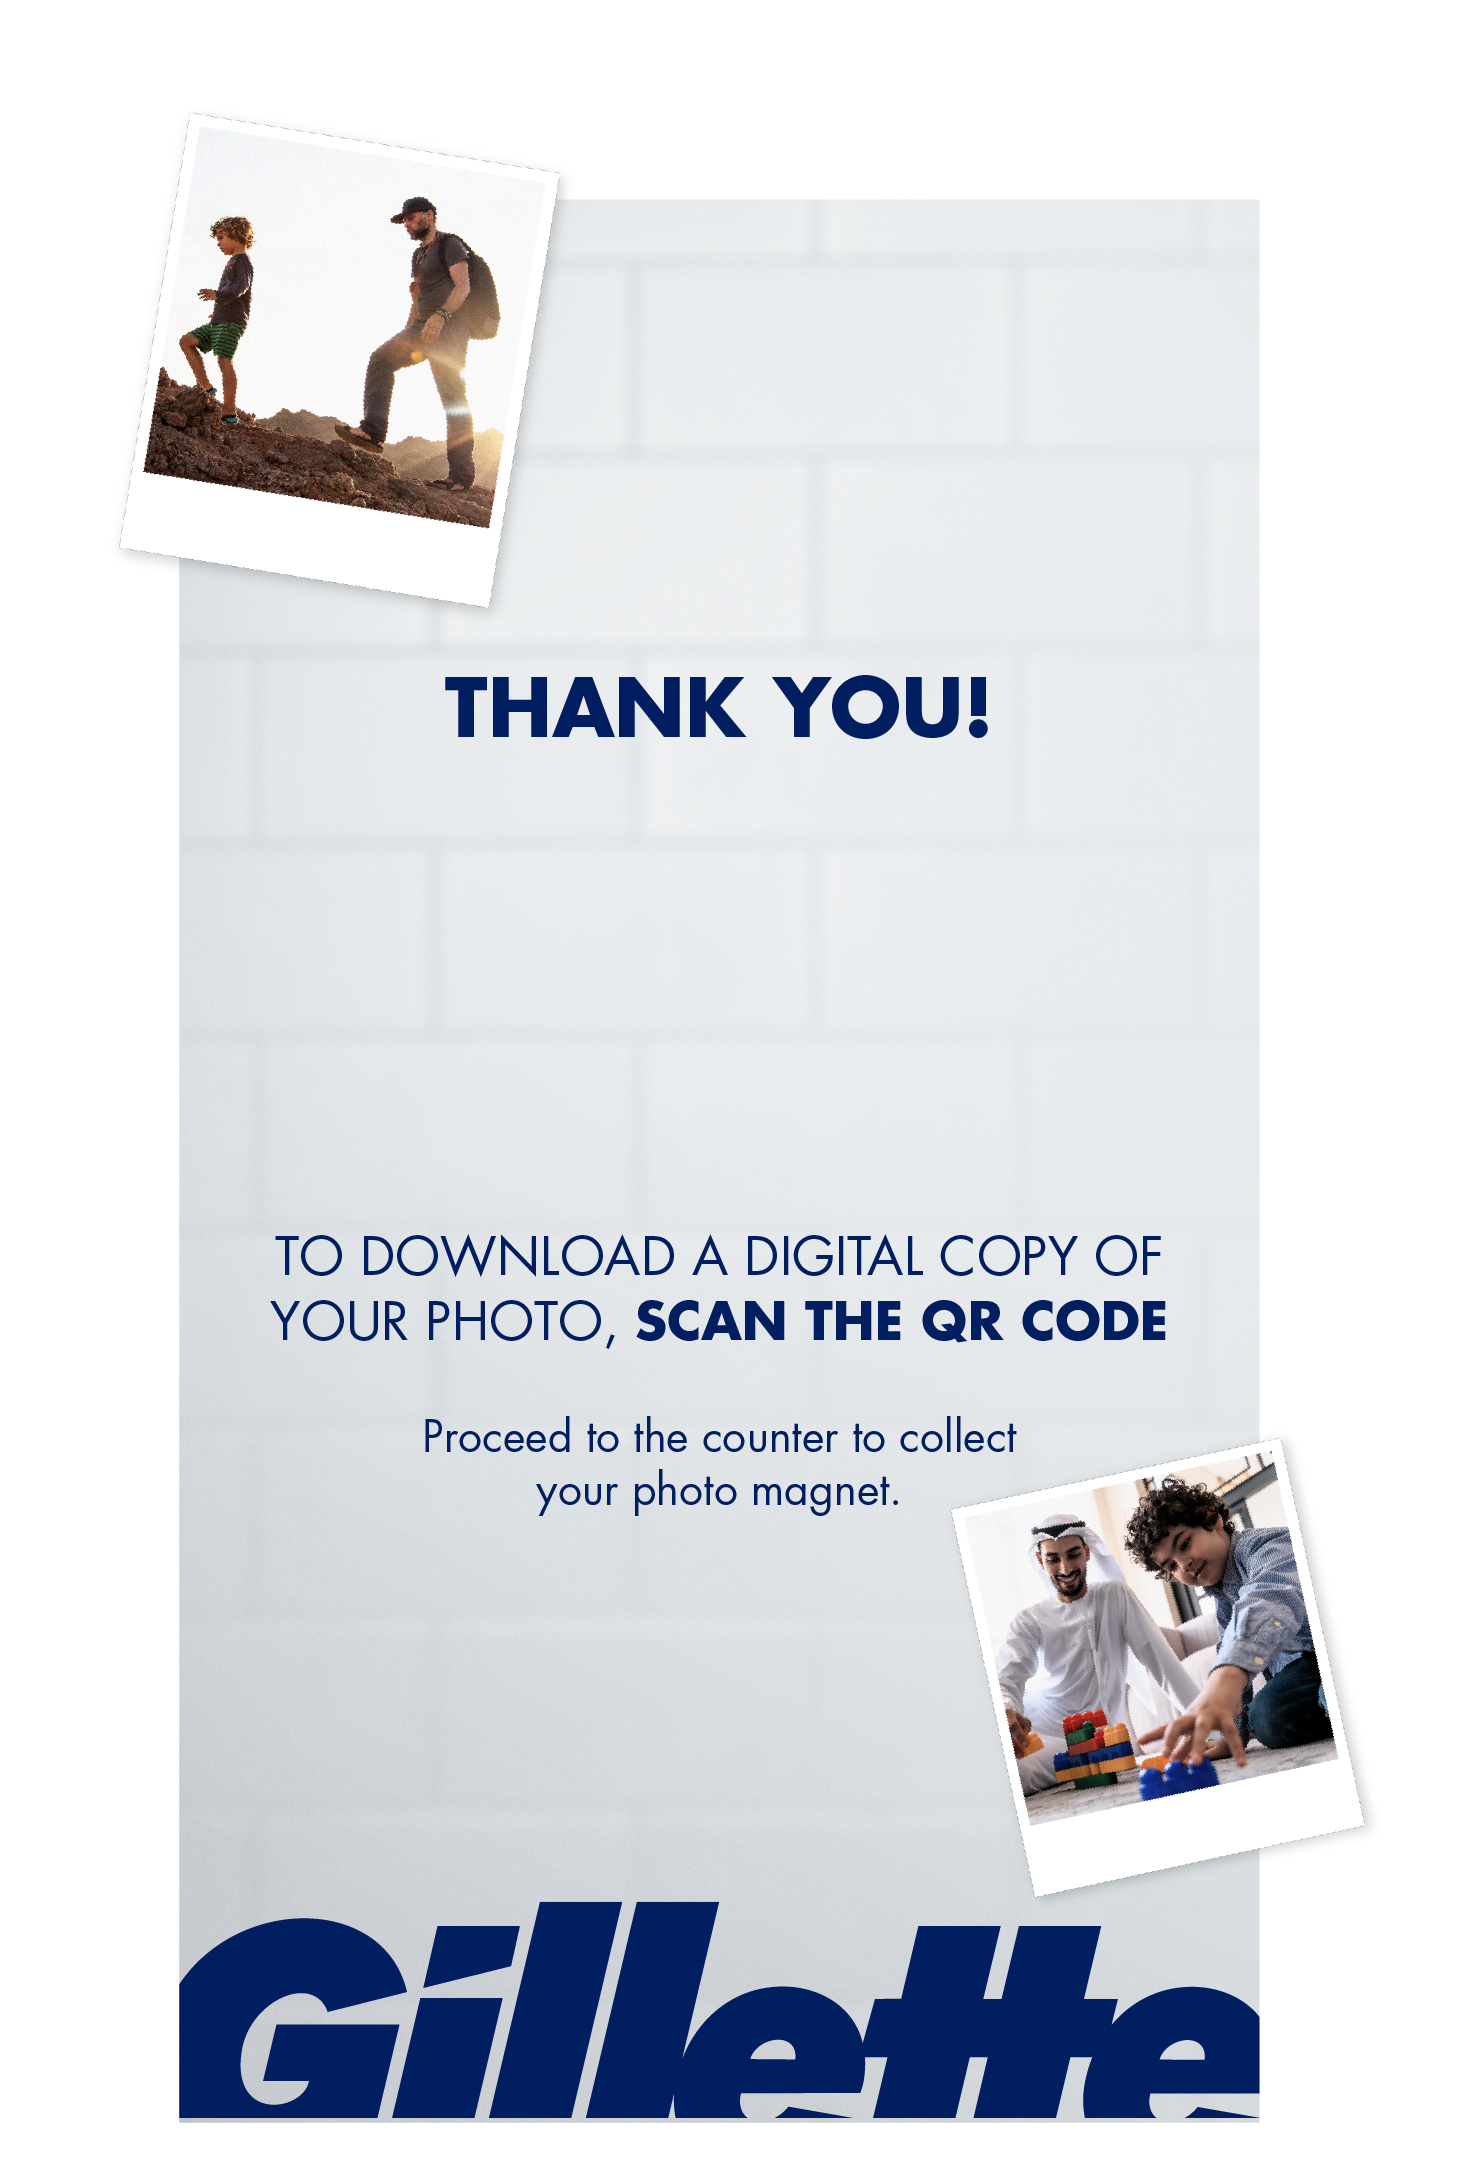 THANK YOU!
TO DOWNLOAD A DIGITAL COPY OF
YOUR PHOTO, SCAN THE QR CODE
Proceed to the counter to collect
your photo magnet.
Gillette